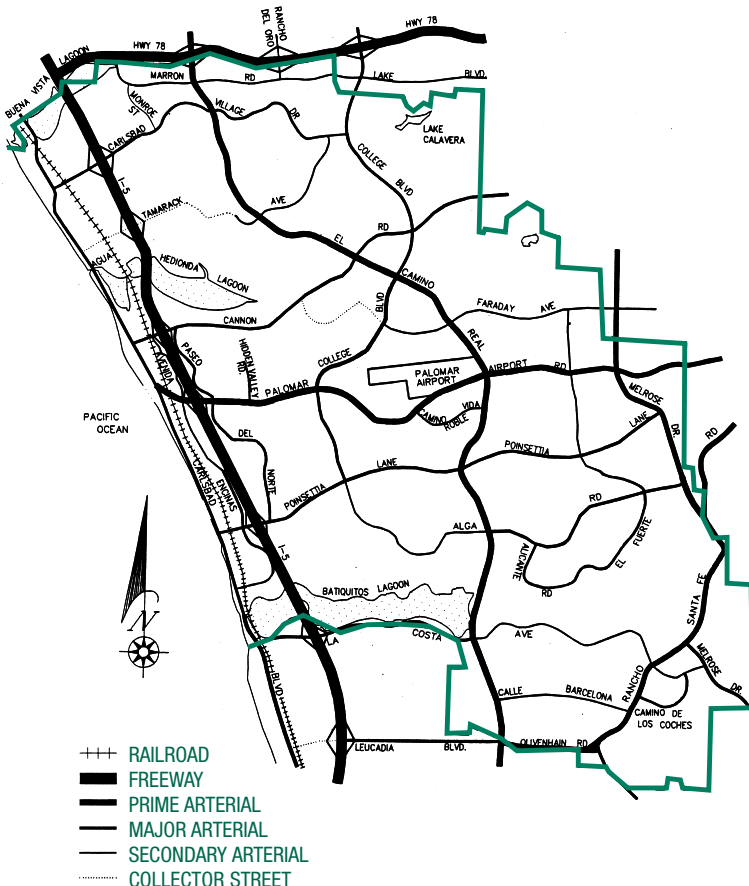 RANCHO
DEL ORO
HWY 78
HWY 78
BUENA VISTA LAGOON
MARRON RD
LAKE BLVD.
MONROE
ST
CARLSBAD VILLAGE DR
LAKE
CALAVERA
COLLEGE BLVD
I-5
TAMARACK AVE
EL CAMINO REAL
RD
AGUA HEDIONDA LAGOON
CANNON
BLVD
FARADAY AVE
AVENIDA
PASEO
HIDDEN VALLEY
RD.
COLLEGE
PALOMAR
PALOMAR
AIRPORT
AIRPORT RD
MELROSE
DR.
LANE
RD
CAMINO VIDA
ROBLE
PACIFIC
OCEAN
DEL
NORTE
POINSETTIA
LANE
POINSETTIA
CARLSBAD
ENCINAS
ALGA
RD
ALICANTE
RD
EL FUERTE
I-5
BATIQUITOS LAGOON
N
LA COSTA AVE
SANTA FE
RANCHO
MELROSE DR
CALLE BARCELONA
CAMINO DE
LOS COCHES
BLVD
LEUCADIA BLVD.
OLIVENHAIN RD
RAILROAD
FREEWAY
PRIME ARTERIAL
MAJOR ARTERIAL
SECONDARY ARTERIAL
COLLECTOR STREET